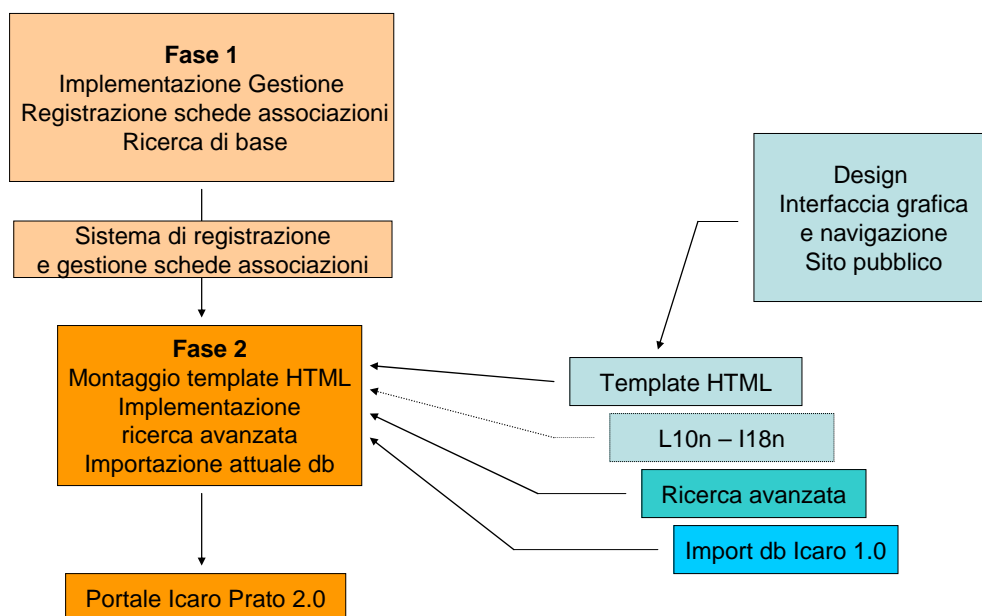 Fase 1
Implementazione Gestione
Registrazione schede associazioni
Ricerca di base
Sistema di registrazione
e gestione schede associazioni
Fase 2
Montaggio template HTML
Implementazione
ricerca avanzata
Importazione attuale db
Portale Icaro Prato 2.0
Design
Interfaccia grafica
e navigazione
Sito pubblico
Template HTML
L10n – I18n
Ricerca avanzata
Import db Icaro 1.0